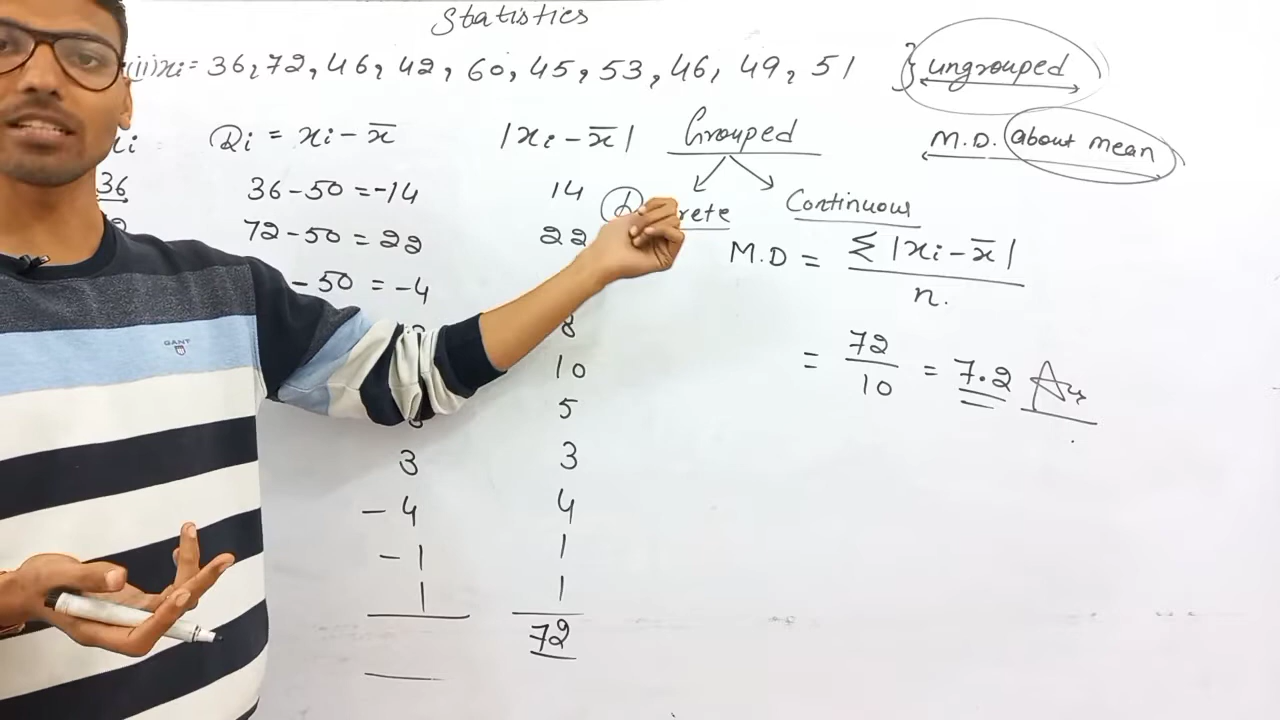 Statistics
(ii) xi = 36, 72, 46, 42, 60, 45, 53, 46, 49, 51 } ungrouped
M.D. about mean
xi Di = xi - x̄ |xi - x̄| Grouped
36 36 - 50 = -14 14
72 - 50 = 22 22
- 50 = -4
8
10
5
3 3
- 4 4
- 1 1
1 1
72
rete Continuous
M.D = Σ |xi - x̄| / n.
= 72 / 10 = 7.2 Ans
GANT